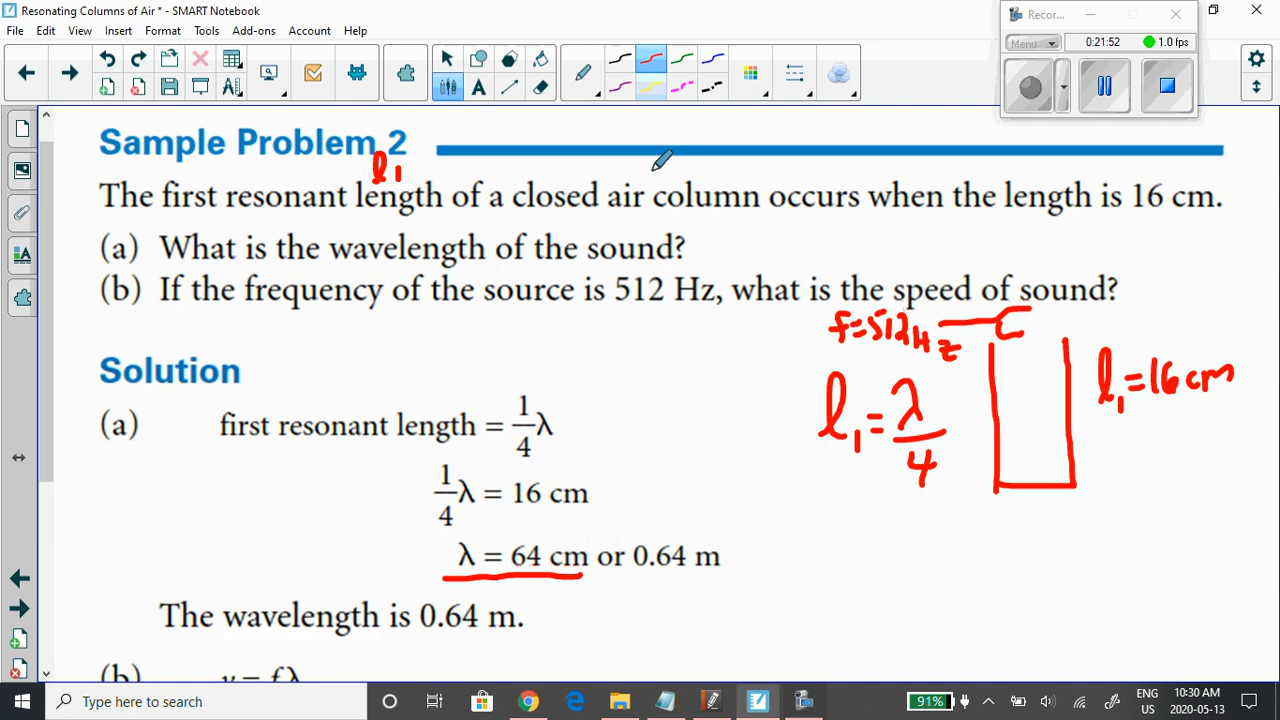 Resonating Columns of Air * - SMART Notebook
File Edit View Insert Format Tools Add-ons Account Help
Recor...
Menu
00:21:52
1.0 fps
Sample Problem 2
l₁
The first resonant length of a closed air column occurs when the length is 16 cm.
(a) What is the wavelength of the sound?
(b) If the frequency of the source is 512 Hz, what is the speed of sound?
f=512Hz
l₁=λ/4
l₁=16cm
Solution
(a) first resonant length = 1/4 λ
1/4 λ = 16 cm
λ = 64 cm or 0.64 m
The wavelength is 0.64 m.
(b) v = fλ
Type here to search
91%
ENG
US
10:30 AM
2020-05-13